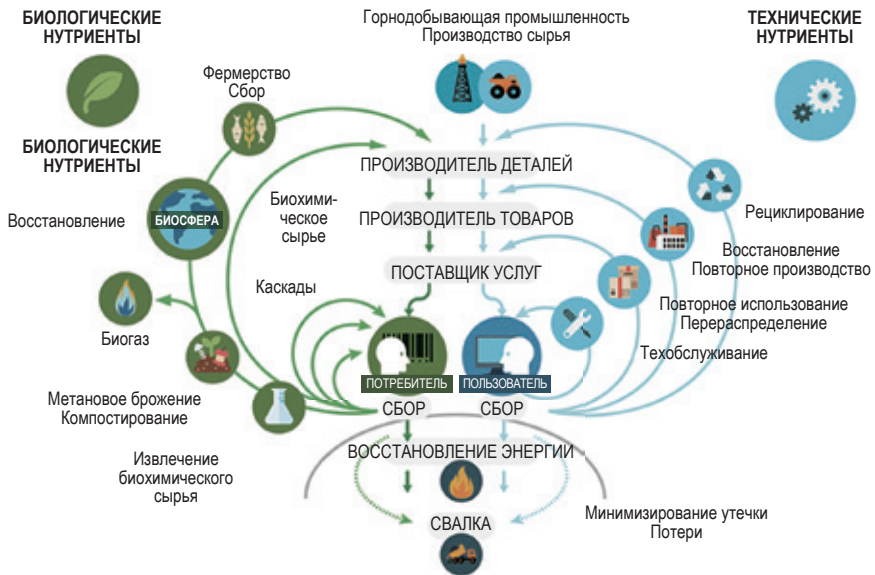 БИОЛОГИЧЕСКИЕ
НУТРИЕНТЫ
Горнодобывающая промышленность
Производство сырья
ТЕХНИЧЕСКИЕ
НУТРИЕНТЫ
Фермерство
Сбор
БИОЛОГИЧЕСКИЕ
НУТРИЕНТЫ
ПРОИЗВОДИТЕЛЬ ДЕТАЛЕЙ
Восстановление
БИОСФЕРА
Биохими-
ческое
сырье
ПРОИЗВОДИТЕЛЬ ТОВАРОВ
Рециклирование
Восстановление
Повторное производство
ПОСТАВЩИК УСЛУГ
Каскады
Биогаз
Повторное использование
Перераспределение
Техобслуживание
ПОТРЕБИТЕЛЬ
ПОЛЬЗОВАТЕЛЬ
Метановое брожение
Компостирование
СБОР
СБОР
Извлечение
биохимического
сырья
ВОССТАНОВЛЕНИЕ ЭНЕРГИИ
СВАЛКА
Минимизирование утечки
Потери